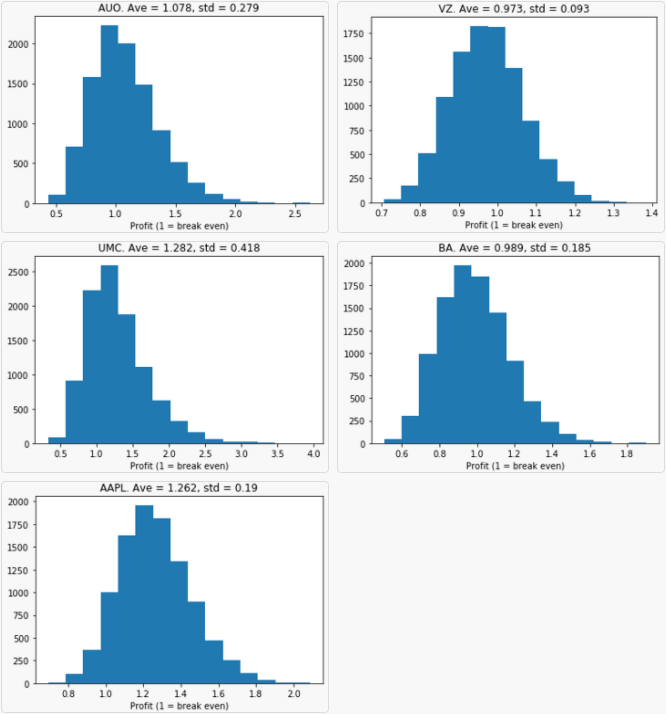 AUO. Ave = 1.078, std = 0.279
2000
1500
1000
500
0
0.5 1.0 1.5 2.0 2.5
Profit (1 = break even)
VZ. Ave = 0.973, std = 0.093
1750
1500
1250
1000
750
500
250
0
0.7 0.8 0.9 1.0 1.1 1.2 1.3 1.4
Profit (1 = break even)
UMC. Ave = 1.282, std = 0.418
2500
2000
1500
1000
500
0
0.5 1.0 1.5 2.0 2.5 3.0 3.5 4.0
Profit (1 = break even)
BA. Ave = 0.989, std = 0.185
2000
1750
1500
1250
1000
750
500
250
0
0.6 0.8 1.0 1.2 1.4 1.6 1.8
Profit (1 = break even)
AAPL. Ave = 1.262, std = 0.19
2000
1750
1500
1250
1000
750
500
250
0
0.8 1.0 1.2 1.4 1.6 1.8 2.0
Profit (1 = break even)